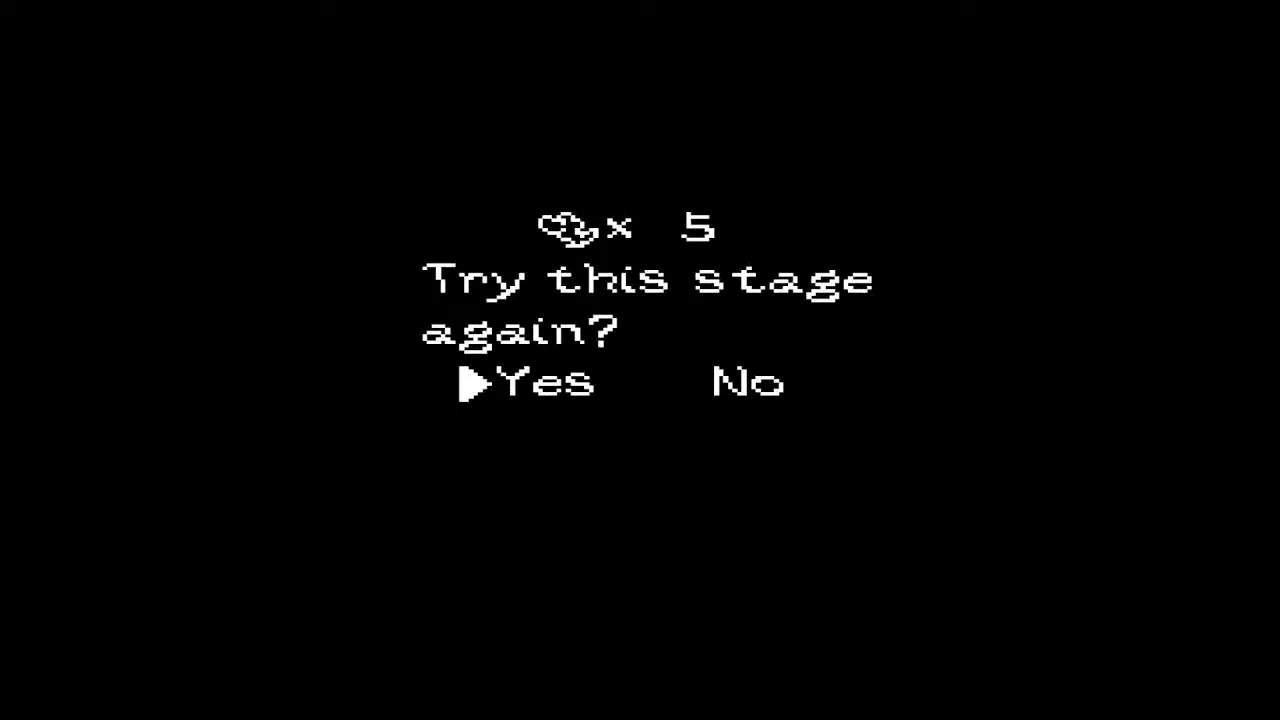 x 5
Try this stage
again?
▶Yes No